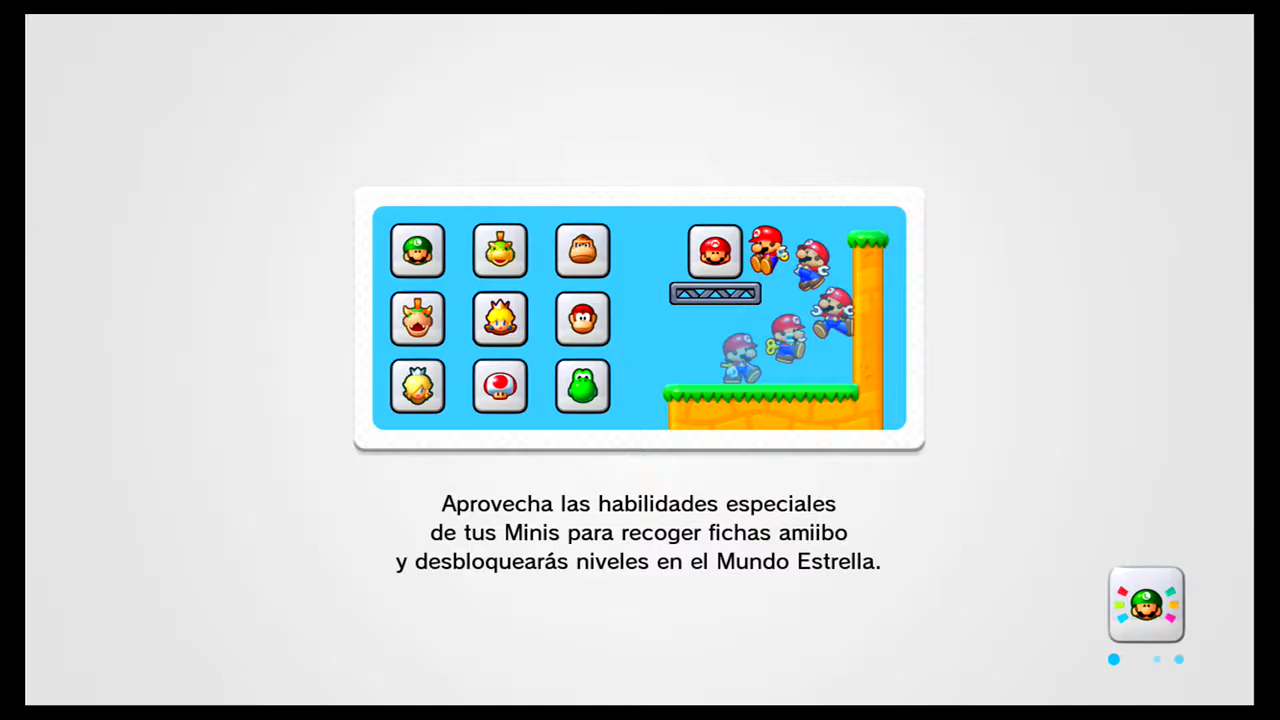 Aprovecha las habilidades especiales
de tus Minis para recoger fichas amiibo
y desbloquearás niveles en el Mundo Estrella.